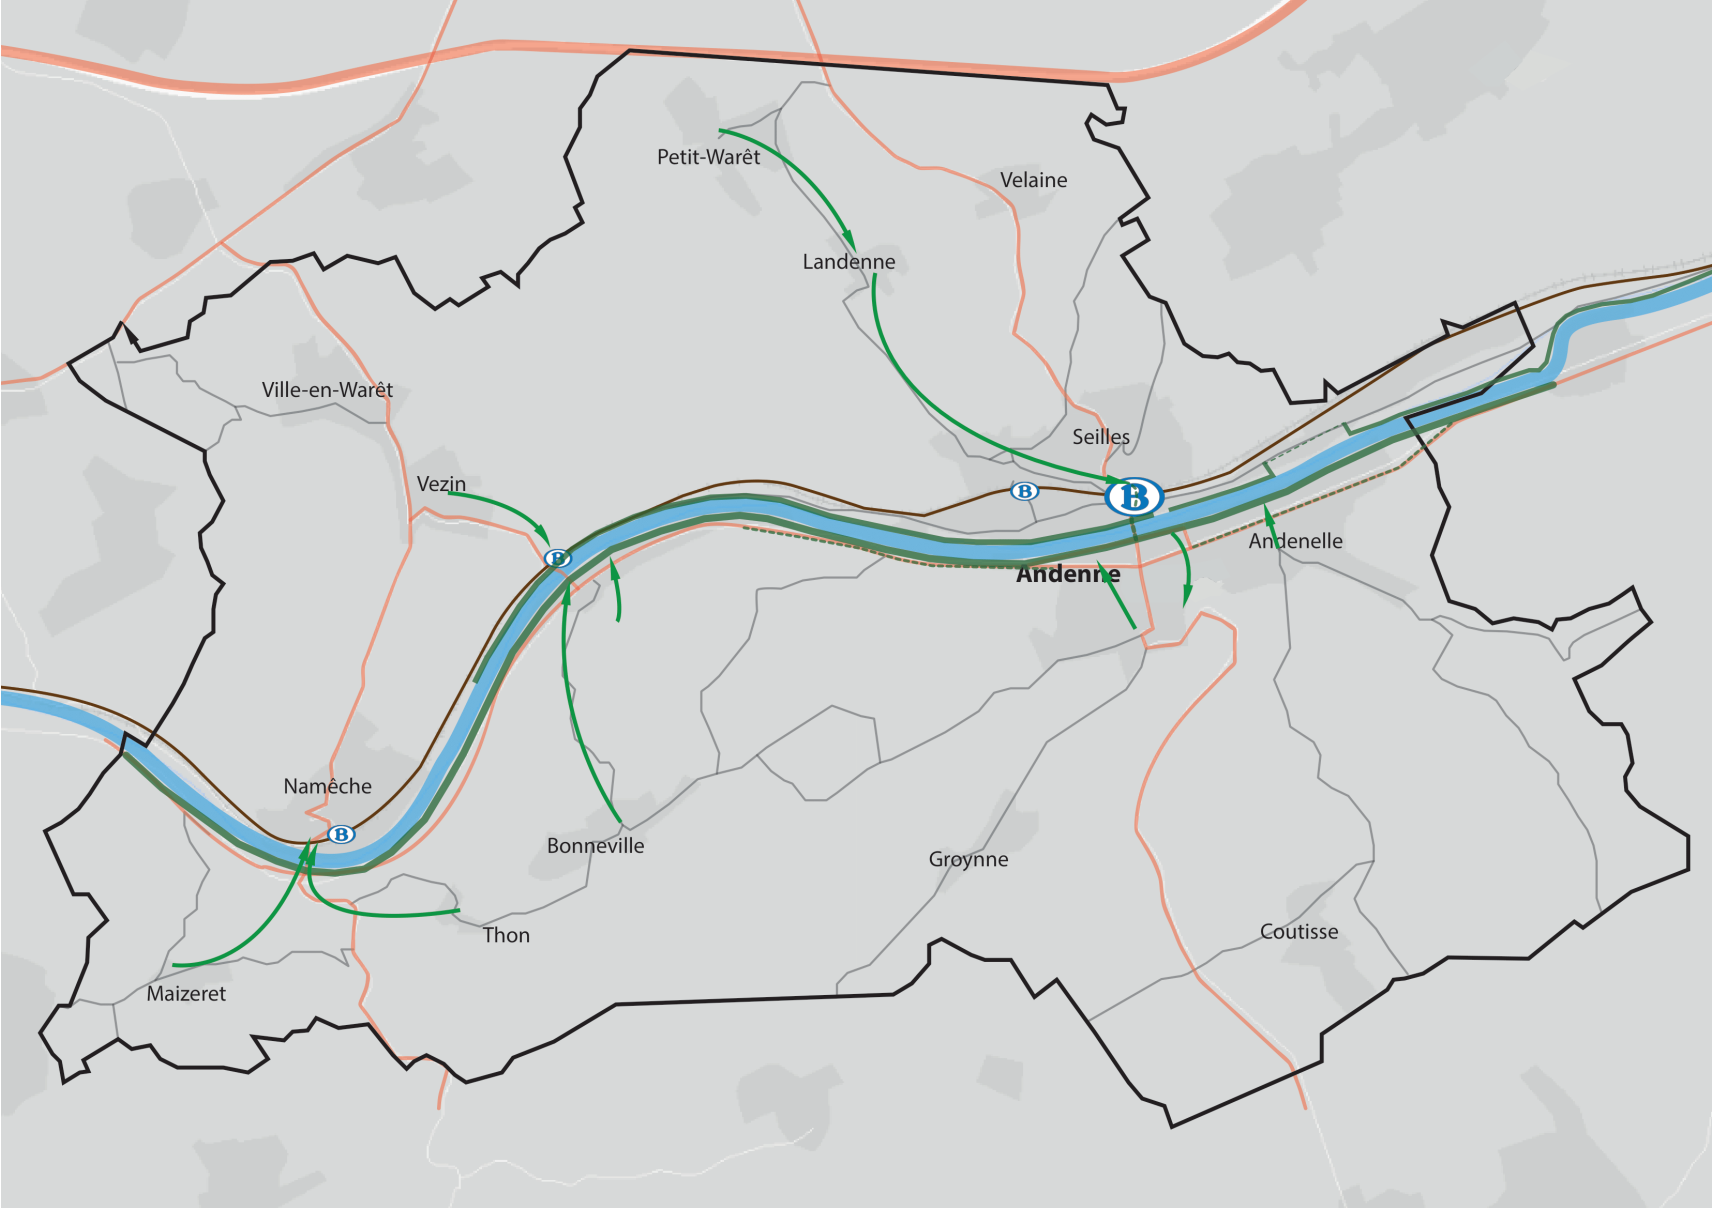 Petit-Warêt
Velaine
Landenne
Ville-en-Warêt
Seilles
Vezin
B
B
Andenelle
B
Andenne
Namêche
B
Bonneville
Groynne
Thon
Coutisse
Maizeret